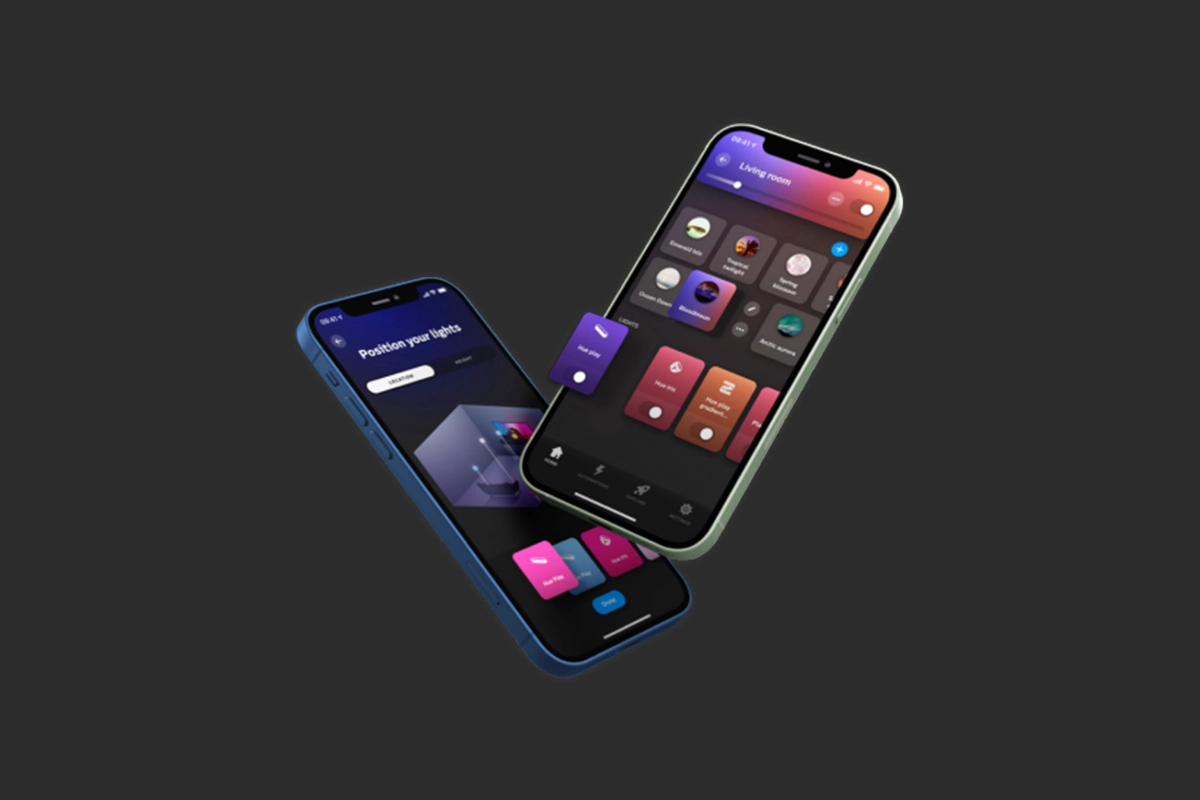 09:41
Position your lights
LOCATION
HEIGHT
Hue Play
Play
Hue Iris
Done
09:41
Living room
Emerald Isle
Tropical
twilight
Spring
blossom
Ocean Dawn
Bloodmoon
Arctic aurora
LIGHTS
Hue play
Hue Iris
Hue play
gradient...
HOME
AUTOMATIONS
EXPLORE
SETTINGS